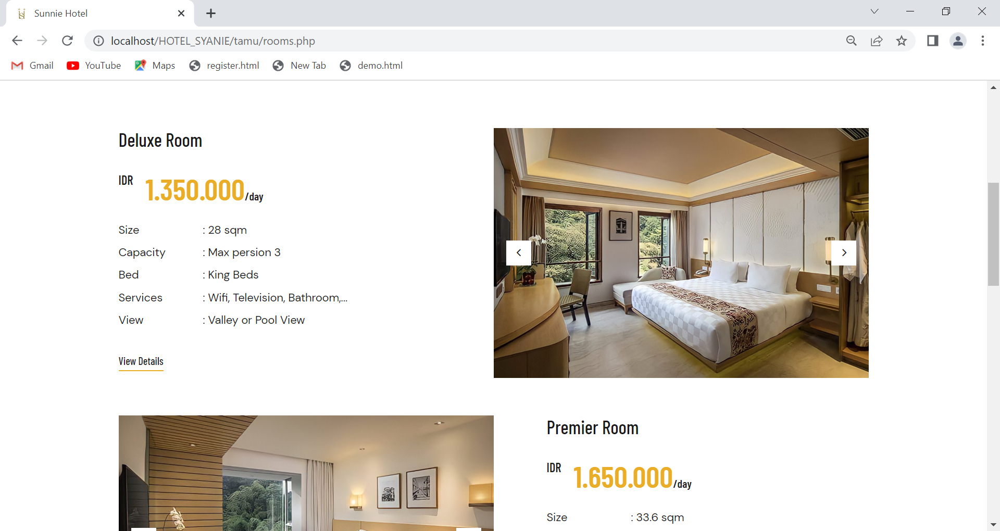 Sunnie Hotel
localhost/HOTEL_SYANIE/tamu/rooms.php
Gmail YouTube Maps register.html New Tab demo.html
Deluxe Room
IDR 1.350.000/day
Size : 28 sqm
Capacity : Max persion 3
Bed : King Beds
Services : Wifi, Television, Bathroom,...
View : Valley or Pool View
View Details
Premier Room
IDR 1.650.000/day
Size : 33.6 sqm